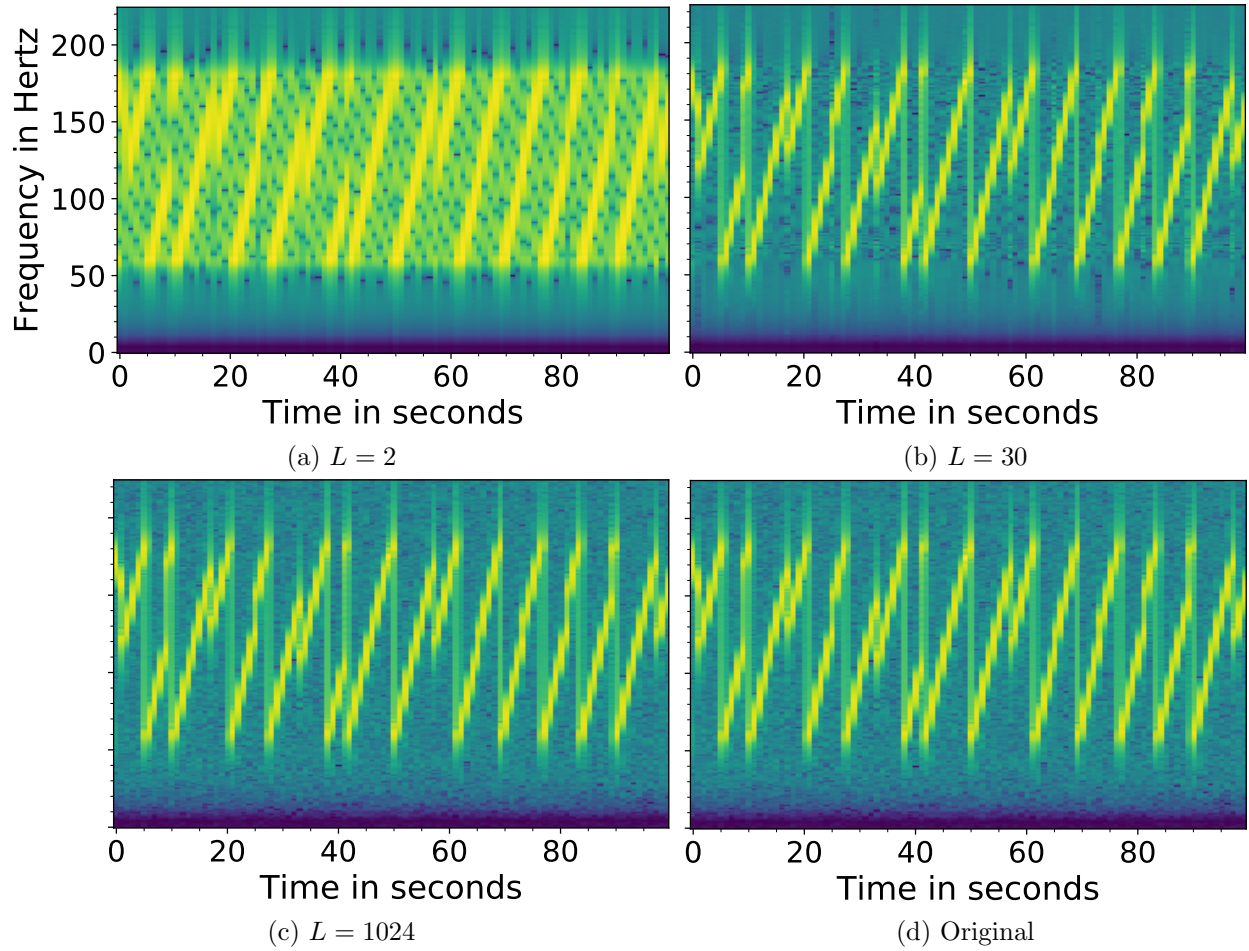 Frequency in Hertz
200
150
100
50
0
0 20 40 60 80
Time in seconds
(a) L = 2
0 20 40 60 80
Time in seconds
(b) L = 30
0 20 40 60 80
Time in seconds
(c) L = 1024
0 20 40 60 80
Time in seconds
(d) Original